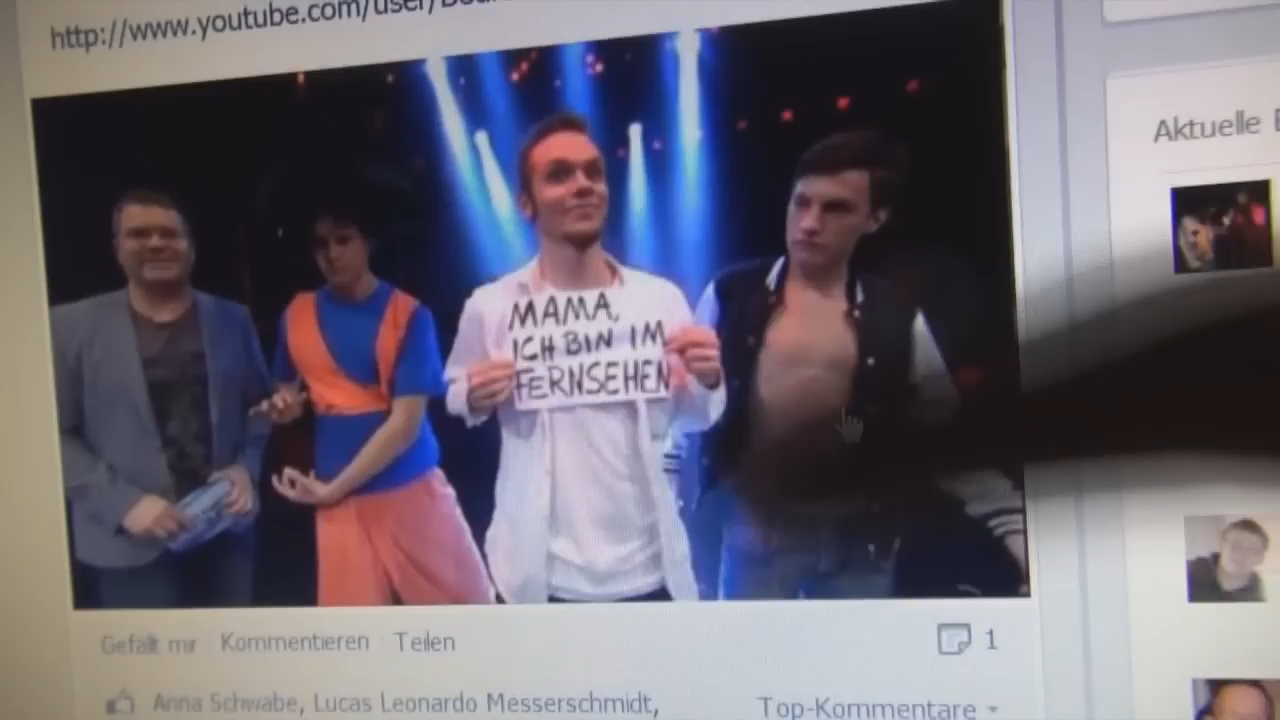 http://www.youtube.com/user/
Aktuelle
MAMA,
ICH BIN IM
FERNSEHEN
Gefällt mir Kommentieren Teilen
1
Anna Schwabe, Lucas Leonardo Messerschmidt,
Top-Kommentare